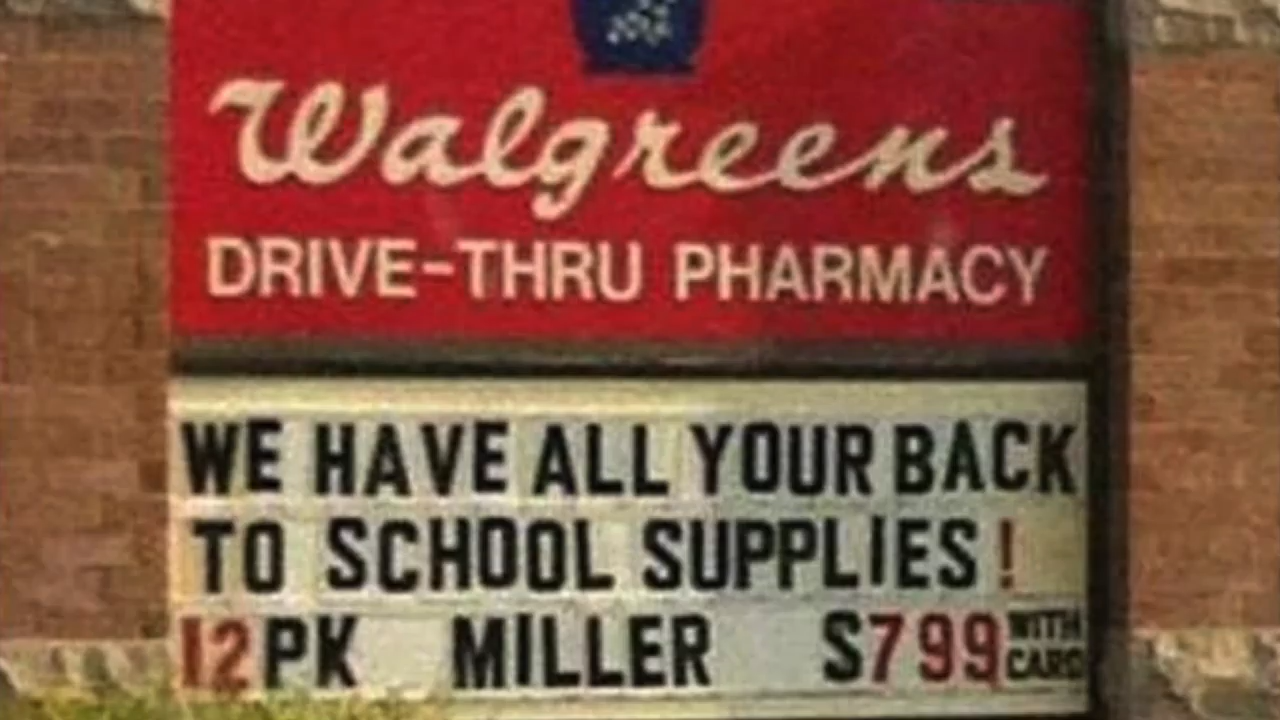 Walgreens
DRIVE-THRU PHARMACY
WE HAVE ALL YOUR BACK
TO SCHOOL SUPPLIES!
12PK MILLER $799 WITH CARD